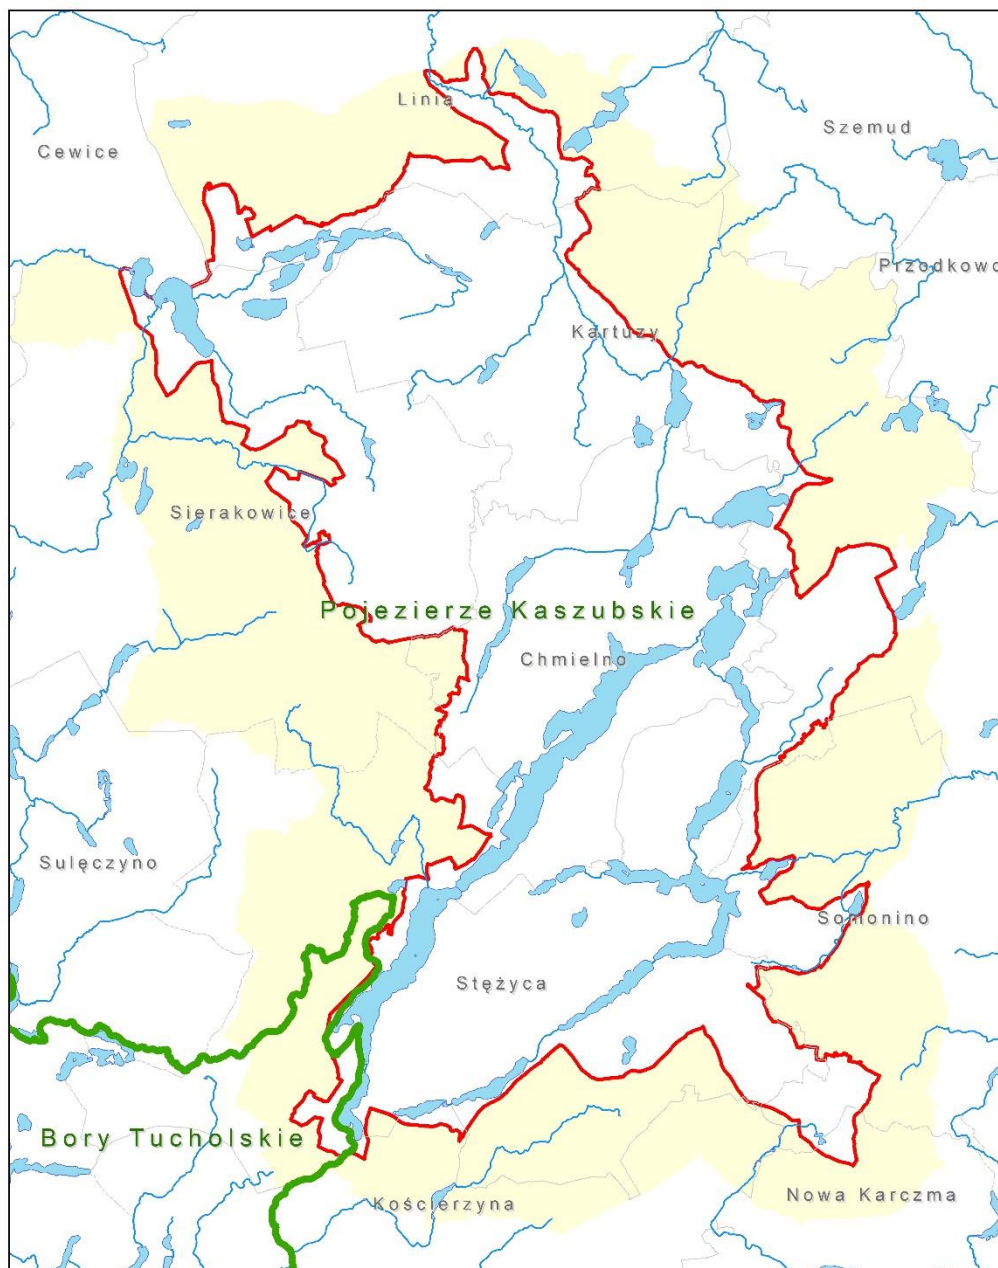 Linia
Szemud
Cewice
Przodkowo
Kartuzy
Sierakowice
Pojezierze Kaszubskie
Chmielno
Sulęczyno
Somonino
Stężyca
Bory Tucholskie
Kościerzyna
Nowa Karczma